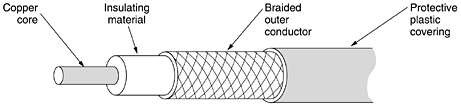 Copper
core
Insulating
material
Braided
outer
conductor
Protective
plastic
covering